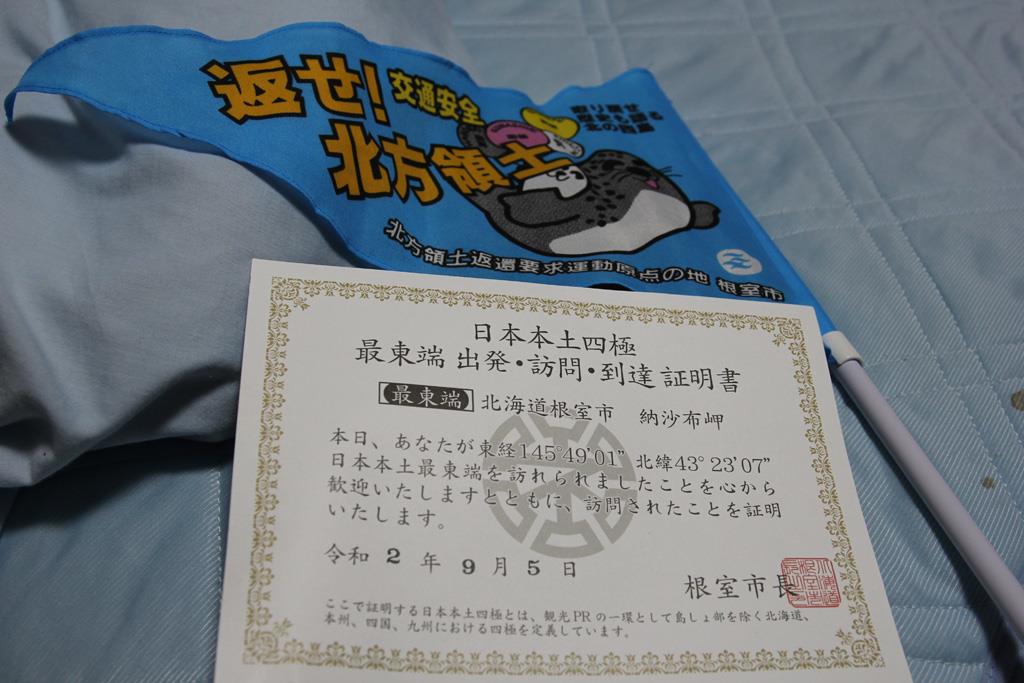 返せ!
交通安全
北方領土
北方領土返還要求運動原点の地 根室市
日本本土四極
最東端 出発・訪問・到達 証明書
最東端 北海道根室市 納沙布岬
本日、あなたが東経145°49'01" 北緯43°23'07"
日本本土最東端を訪れられましたことを心から
歓迎いたしますとともに、訪問されたことを証明
いたします。
令和 2 年 9 月 5 日
根室市長
ここで証明する日本本土四極とは、観光PRの一環として島しょ部を除く北海道、
本州、四国、九州における四極を定義しています。